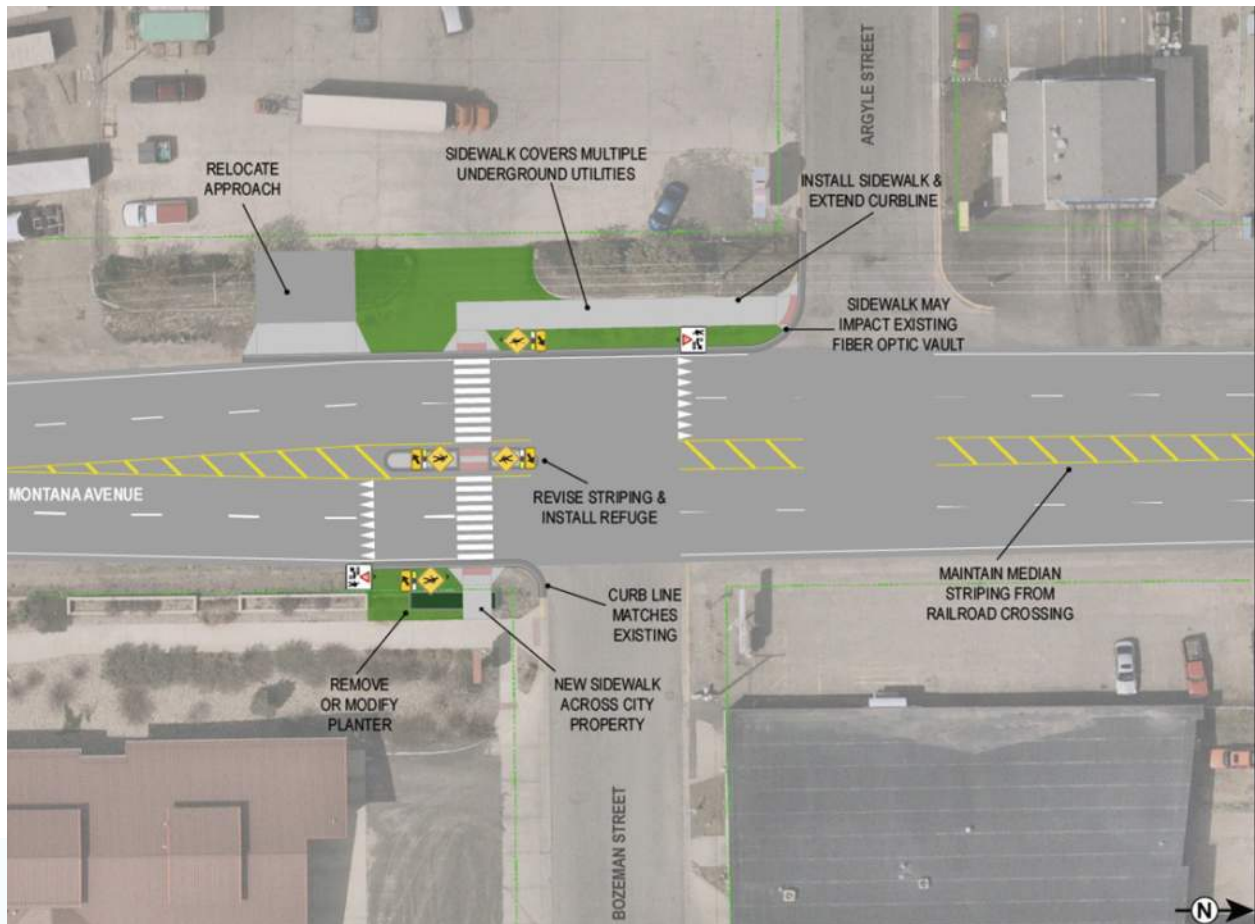 ARGYLE STREET
RELOCATE
APPROACH
SIDEWALK COVERS MULTIPLE
UNDERGROUND UTILITIES
INSTALL SIDEWALK &
EXTEND CURBLINE
SIDEWALK MAY
IMPACT EXISTING
FIBER OPTIC VAULT
MONTANA AVENUE
REVISE STRIPING &
INSTALL REFUGE
MAINTAIN MEDIAN
STRIPING FROM
RAILROAD CROSSING
CURB LINE
MATCHES
EXISTING
REMOVE
OR MODIFY
PLANTER
NEW SIDEWALK
ACROSS CITY
PROPERTY
BOZEMAN STREET
N